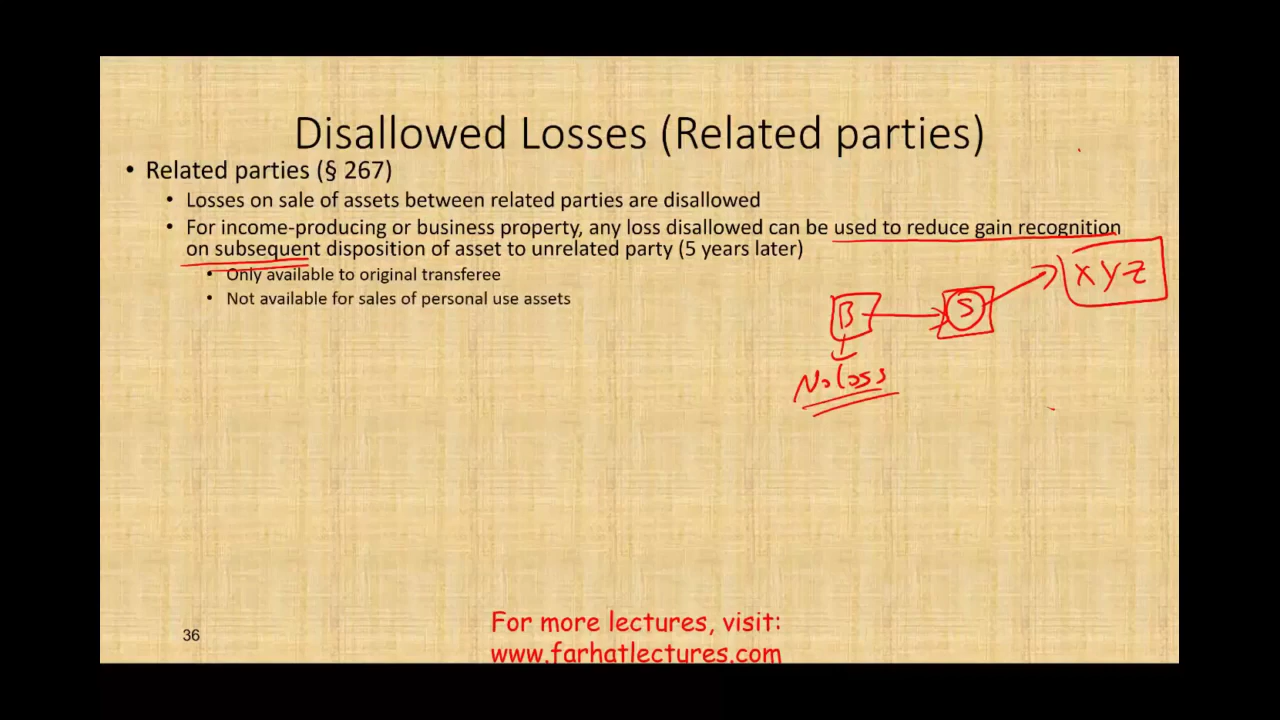 Disallowed Losses (Related parties)
• Related parties (§ 267)
• Losses on sale of assets between related parties are disallowed
• For income-producing or business property, any loss disallowed can be used to reduce gain recognition
on subsequent disposition of asset to unrelated party (5 years later)
• Only available to original transferee
• Not available for sales of personal use assets
XYZ
B
S
No loss
36
For more lectures, visit:
www.farhatlectures.com